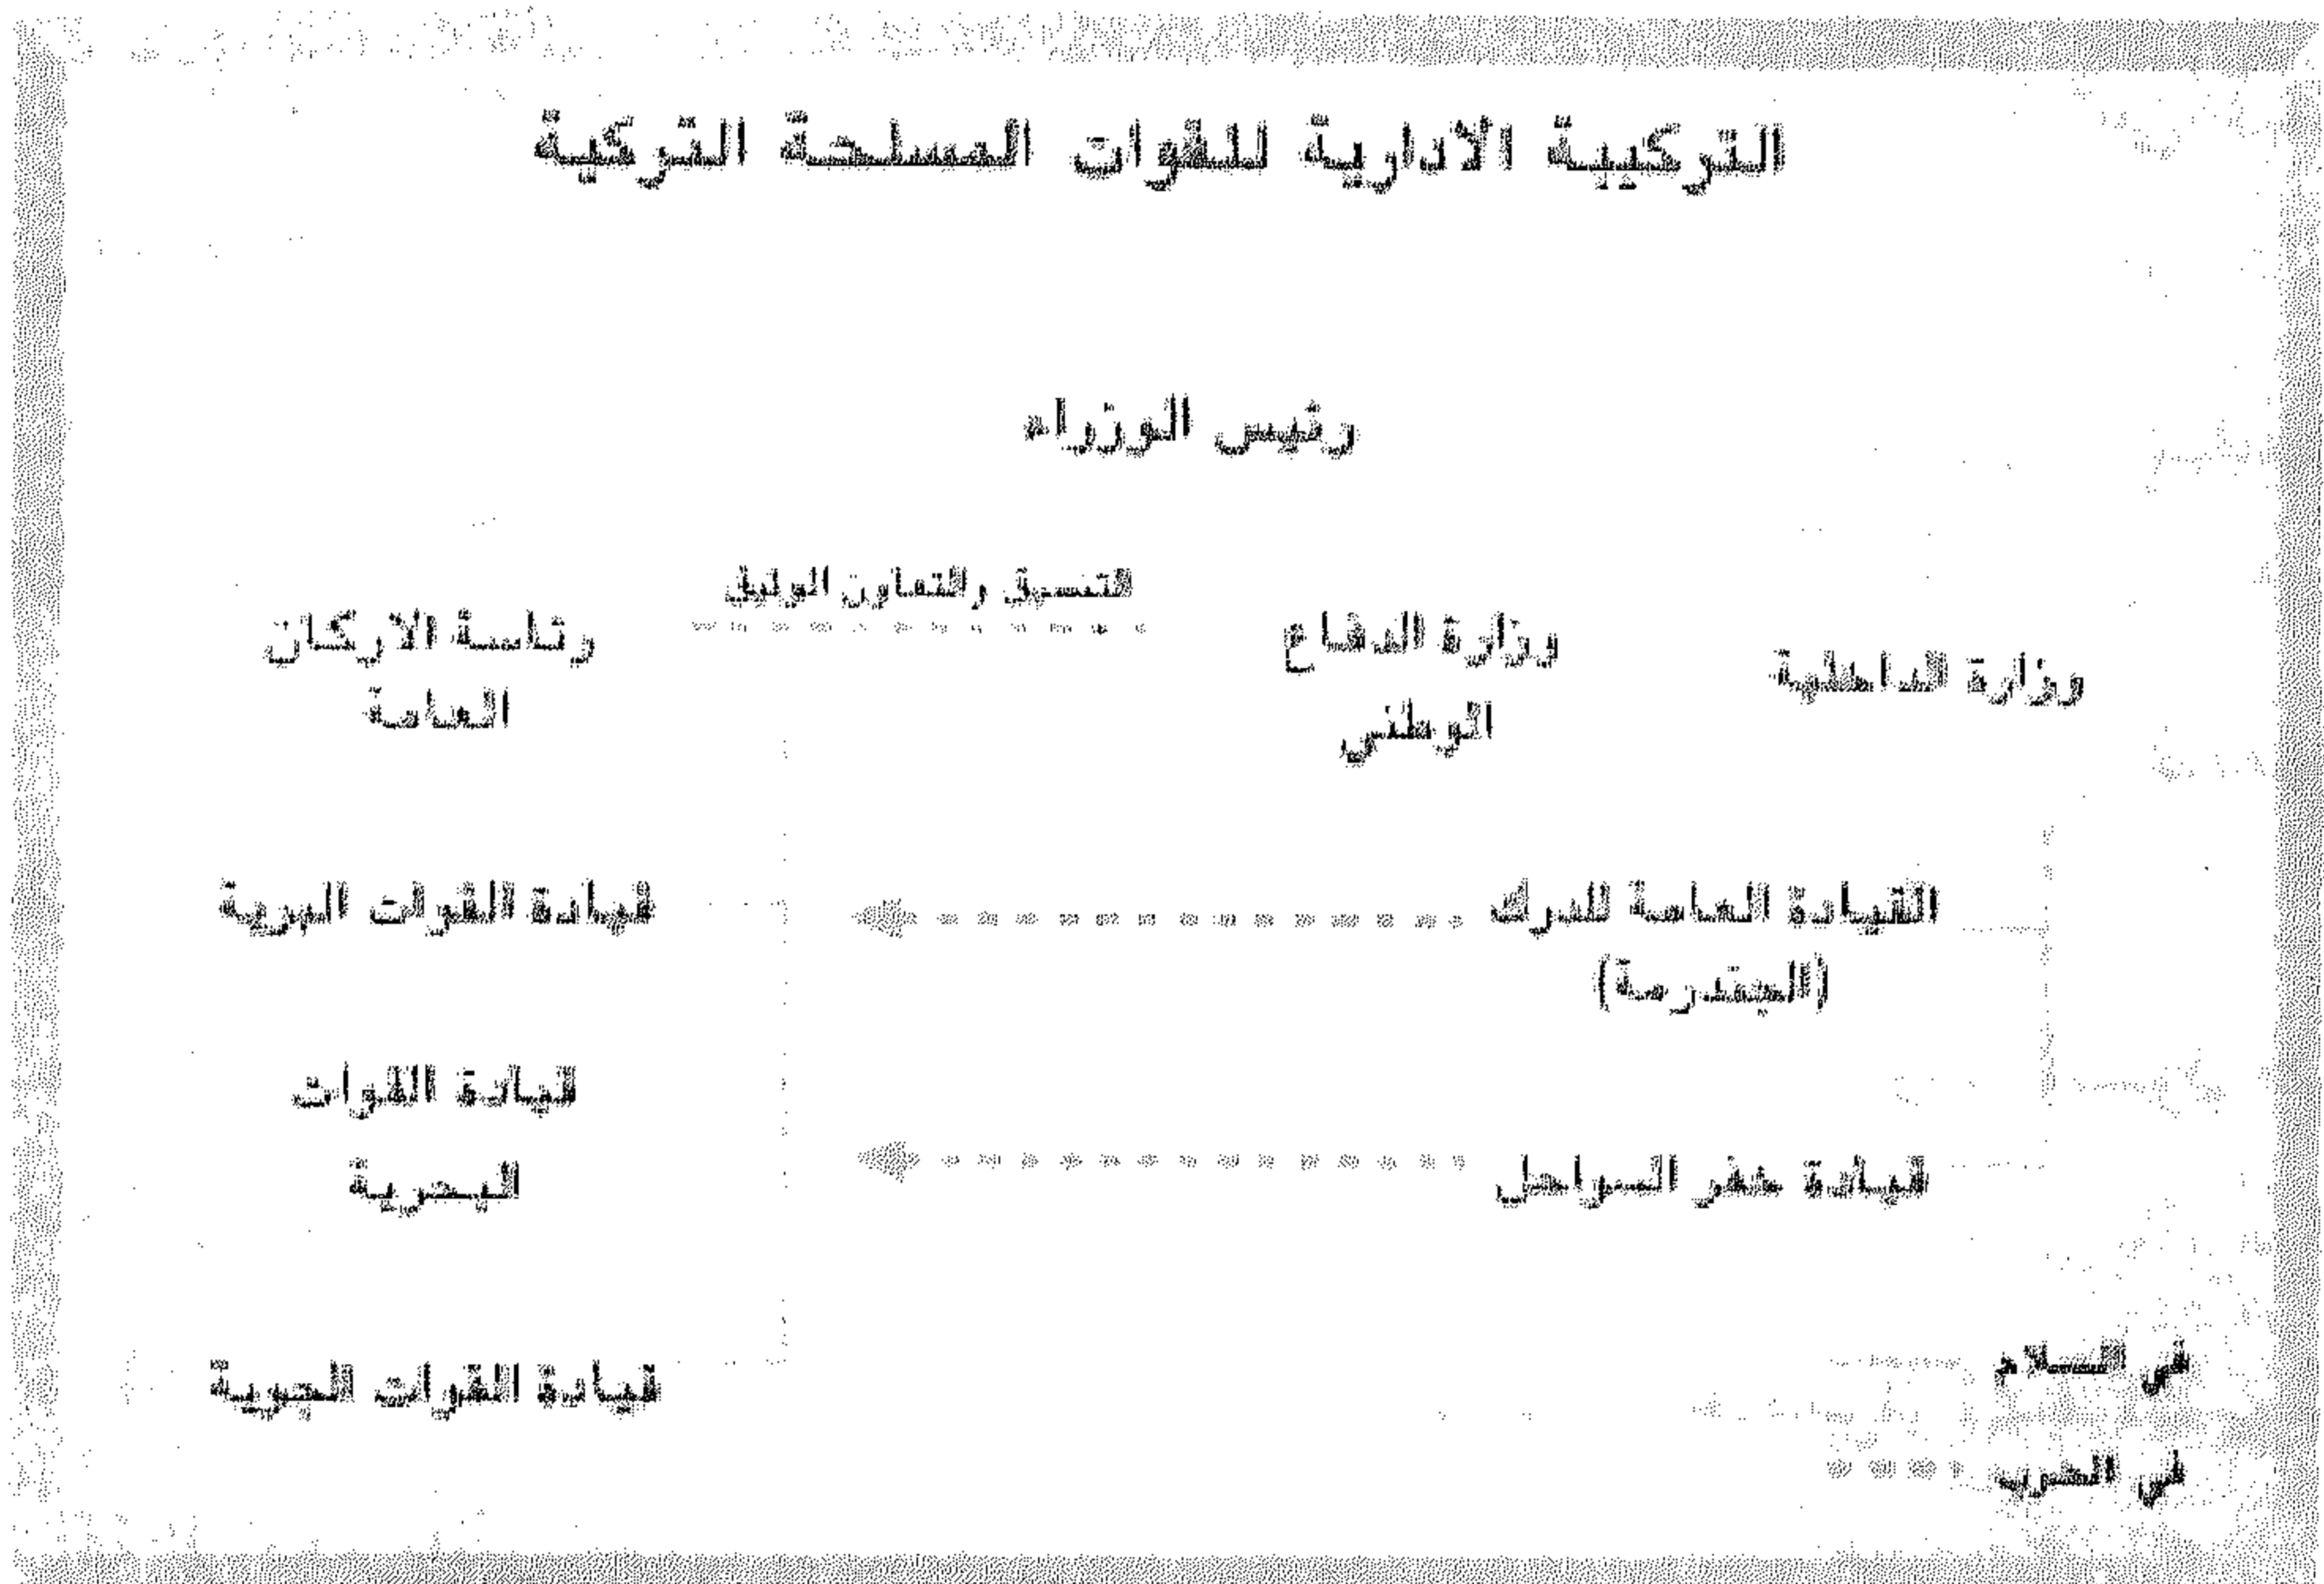 التركيبية الادارية للقوات المسلحة التركية
رئيس الوزراء
وزارة الداخلية
وزارة الدفاع
الوطني
التنسيق والتعاون الوثيق
رئاسة الاركان
العامة
القيادة العامة للدرك
(الجندرمة)
قيادة القوات البرية
قيادة خفر السواحل
قيادة القوات
البحرية
قيادة القوات الجوية
في السلام
في الحرب